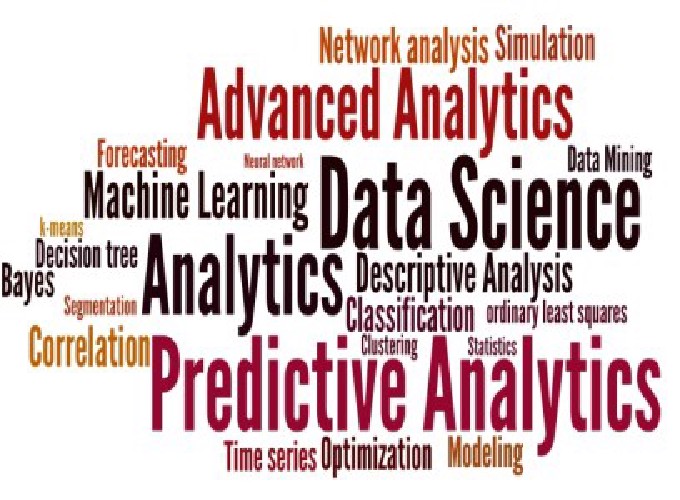 Network analysis Simulation
Advanced Analytics
Forecasting Neural network Data Mining
Machine Learning Data Science
k-means
Decision tree
Bayes Analytics Descriptive Analysis
Segmentation Classification ordinary least squares
Correlation Clustering Statistics
Predictive Analytics
Time series Optimization Modeling